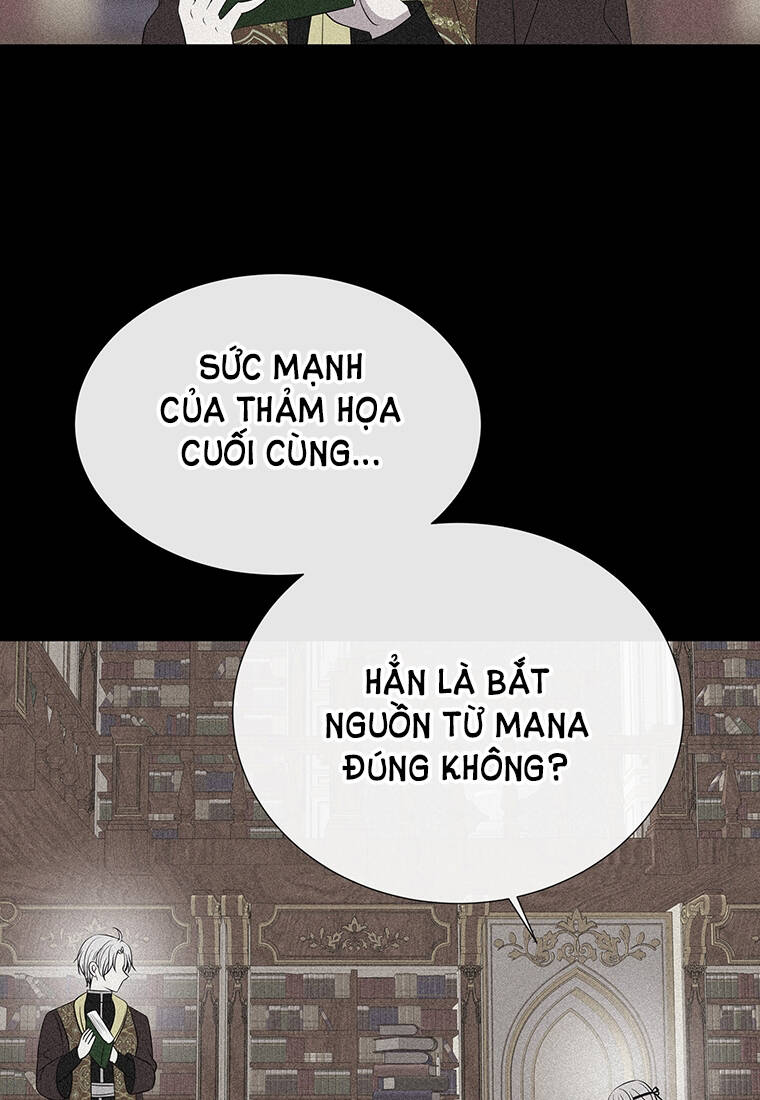 SỨC MẠNH
CỦA THẢM HỌA
CUỐI CÙNG...
HẲN LÀ BẮT
NGUỒN TỪ MANA
ĐÚNG KHÔNG?